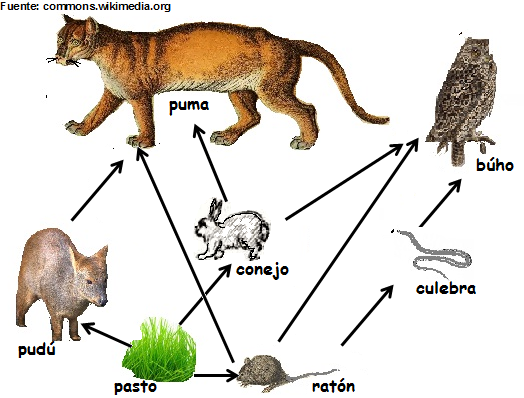 Fuente: commons.wikimedia.org
puma
búho
conejo
culebra
pudú
pasto
ratón